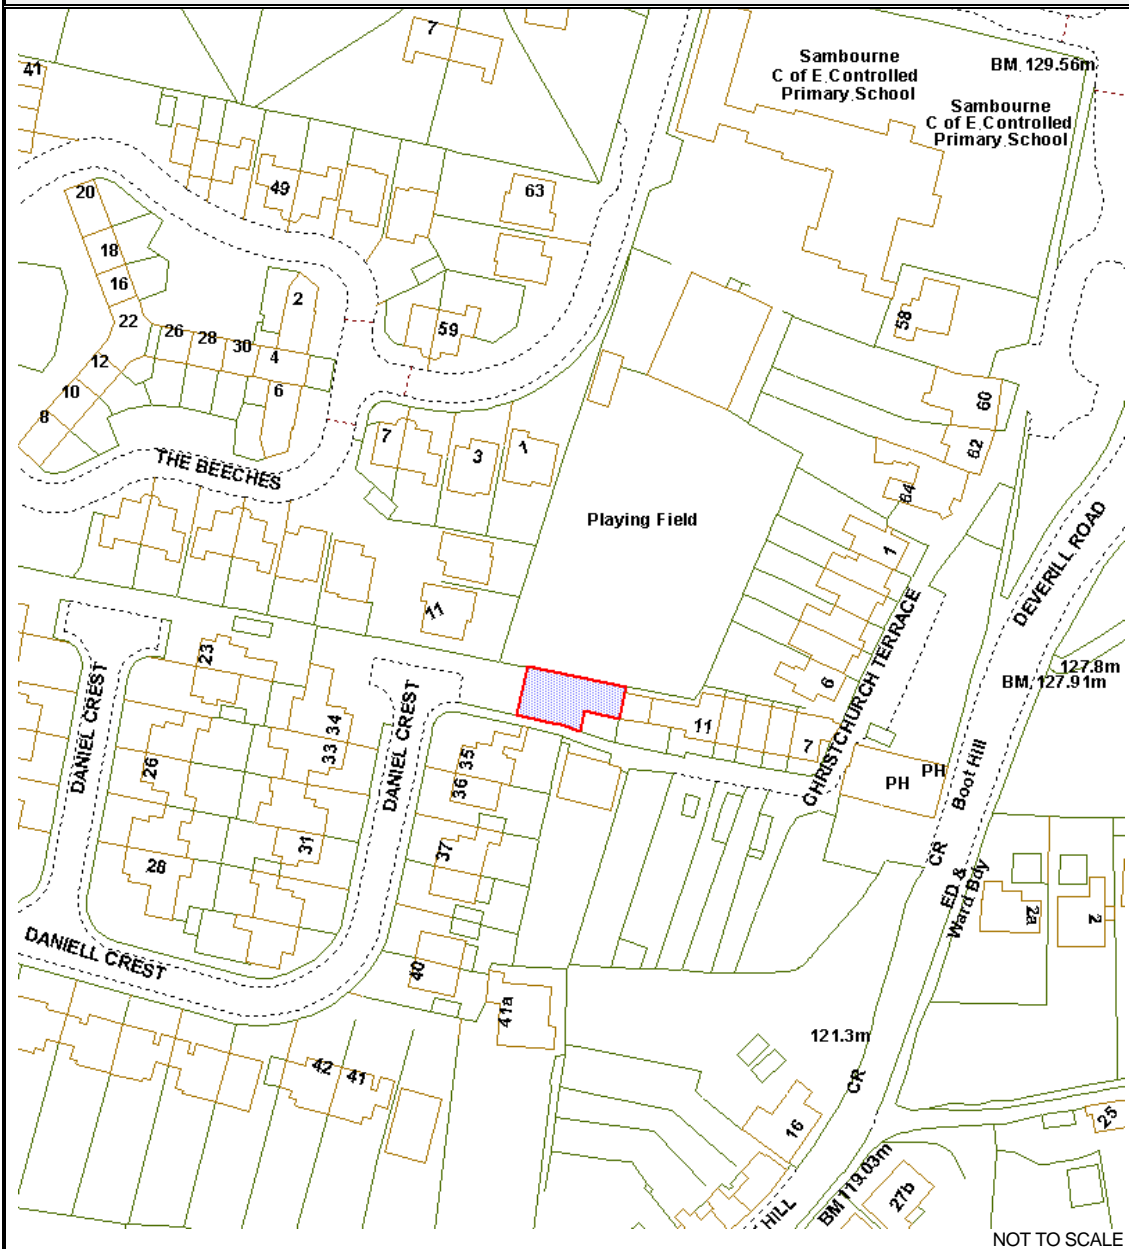 7
Sambourne
C of E Controlled
Primary School
BM 129.56m
41
Sambourne
C of E Controlled
Primary School
49
63
20
18
16
2
22
26
28
30
4
59
58
12
6
10
8
60
7
3
1
62
THE BEECHES
64
Playing Field
1
DEVERILL ROAD
11
CHRISTCHURCH TERRACE
23
127.8m
BM 127.91m
6
DANIEL CREST
34
33
DANIEL CREST
11
7
26
35
36
PH
PH
Boot Hill
31
37
28
CR
ED &
Ward Bdy
2a
2
DANIELL CREST
40
41a
121.3m
42
41
CR
16
25
BM 119.03m
27b
HILL
NOT TO SCALE